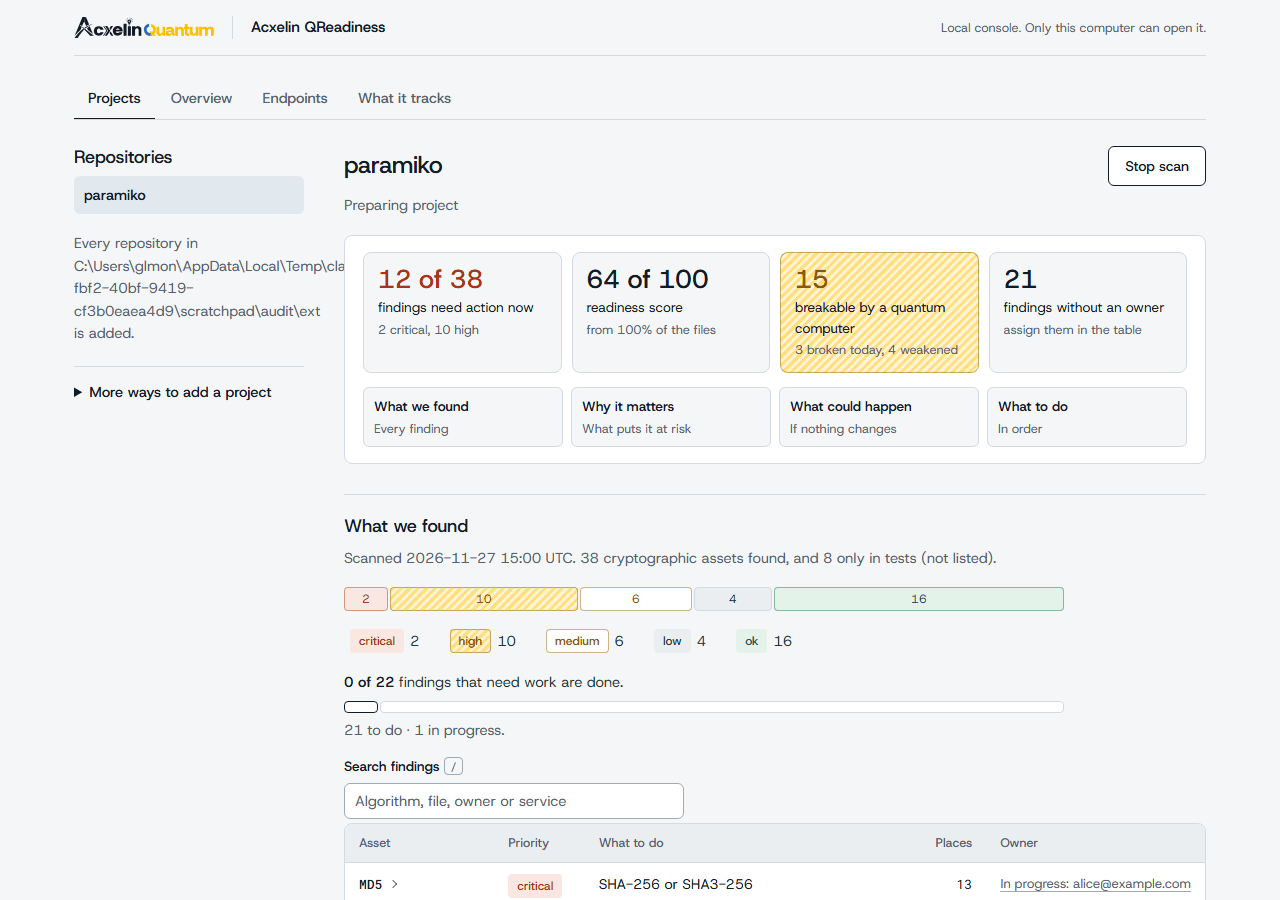 Acxelin Quantum
Acxelin QReadiness
Local console. Only this computer can open it.
Projects
Overview
Endpoints
What it tracks
Repositories
paramiko
Every repository in
C:\Users\glmon\AppData\Local\Temp\cla
fbf2-40bf-9419-
cf3b0eaea4d9\scratchpad\audit\ext
is added.
More ways to add a project
paramiko
Stop scan
Preparing project
12 of 38
findings need action now
2 critical, 10 high
64 of 100
readiness score
from 100% of the files
15
breakable by a quantum
computer
3 broken today, 4 weakened
21
findings without an owner
assign them in the table
What we found
Every finding
Why it matters
What puts it at risk
What could happen
If nothing changes
What to do
In order
What we found
Scanned 2026-11-27 15:00 UTC. 38 cryptographic assets found, and 8 only in tests (not listed).
2 10 6 4 16
critical 2 high 10 medium 6 low 4 ok 16
0 of 22 findings that need work are done.
21 to do · 1 in progress.
Search findings /
Algorithm, file, owner or service
Asset Priority What to do Places Owner
MD5 > critical SHA-256 or SHA3-256 13 In progress: alice@example.com